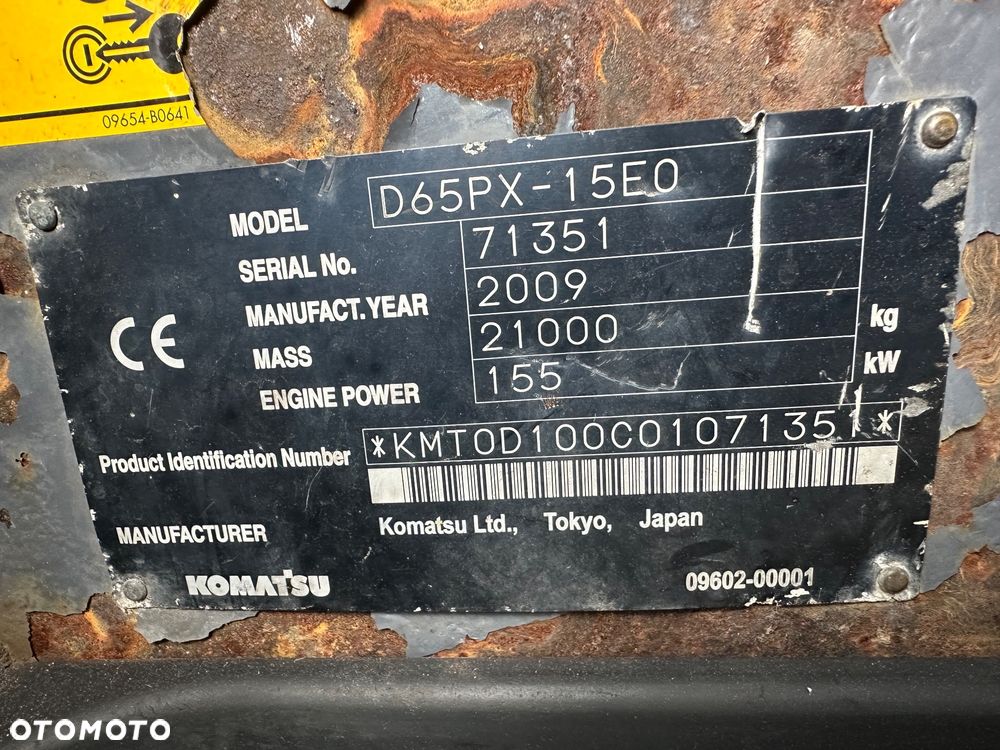 09654-B0641
MODEL D65PX-15E0
SERIAL No. 71351
MANUFACT.YEAR 2009
MASS 21000 kg
ENGINE POWER 155 kW
CE
Product Identification Number *KMT0D100C01071351*
MANUFACTURER Komatsu Ltd., Tokyo, Japan
KOMATSU 09602-00001
OTOMOTO